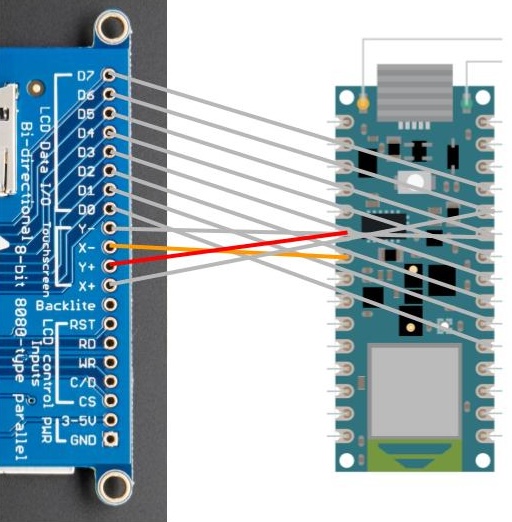 D7
D6
D5
D4
D3
D2
D1
D0
Y-
X-
Y+
X+
Backlite
RST
RD
WR
C/D
CS
3-5V
GND
LCD Data I/O
Touchscreen
LCD control
Inputs
PWR
Bi-directional 8-bit 8080-type parallel